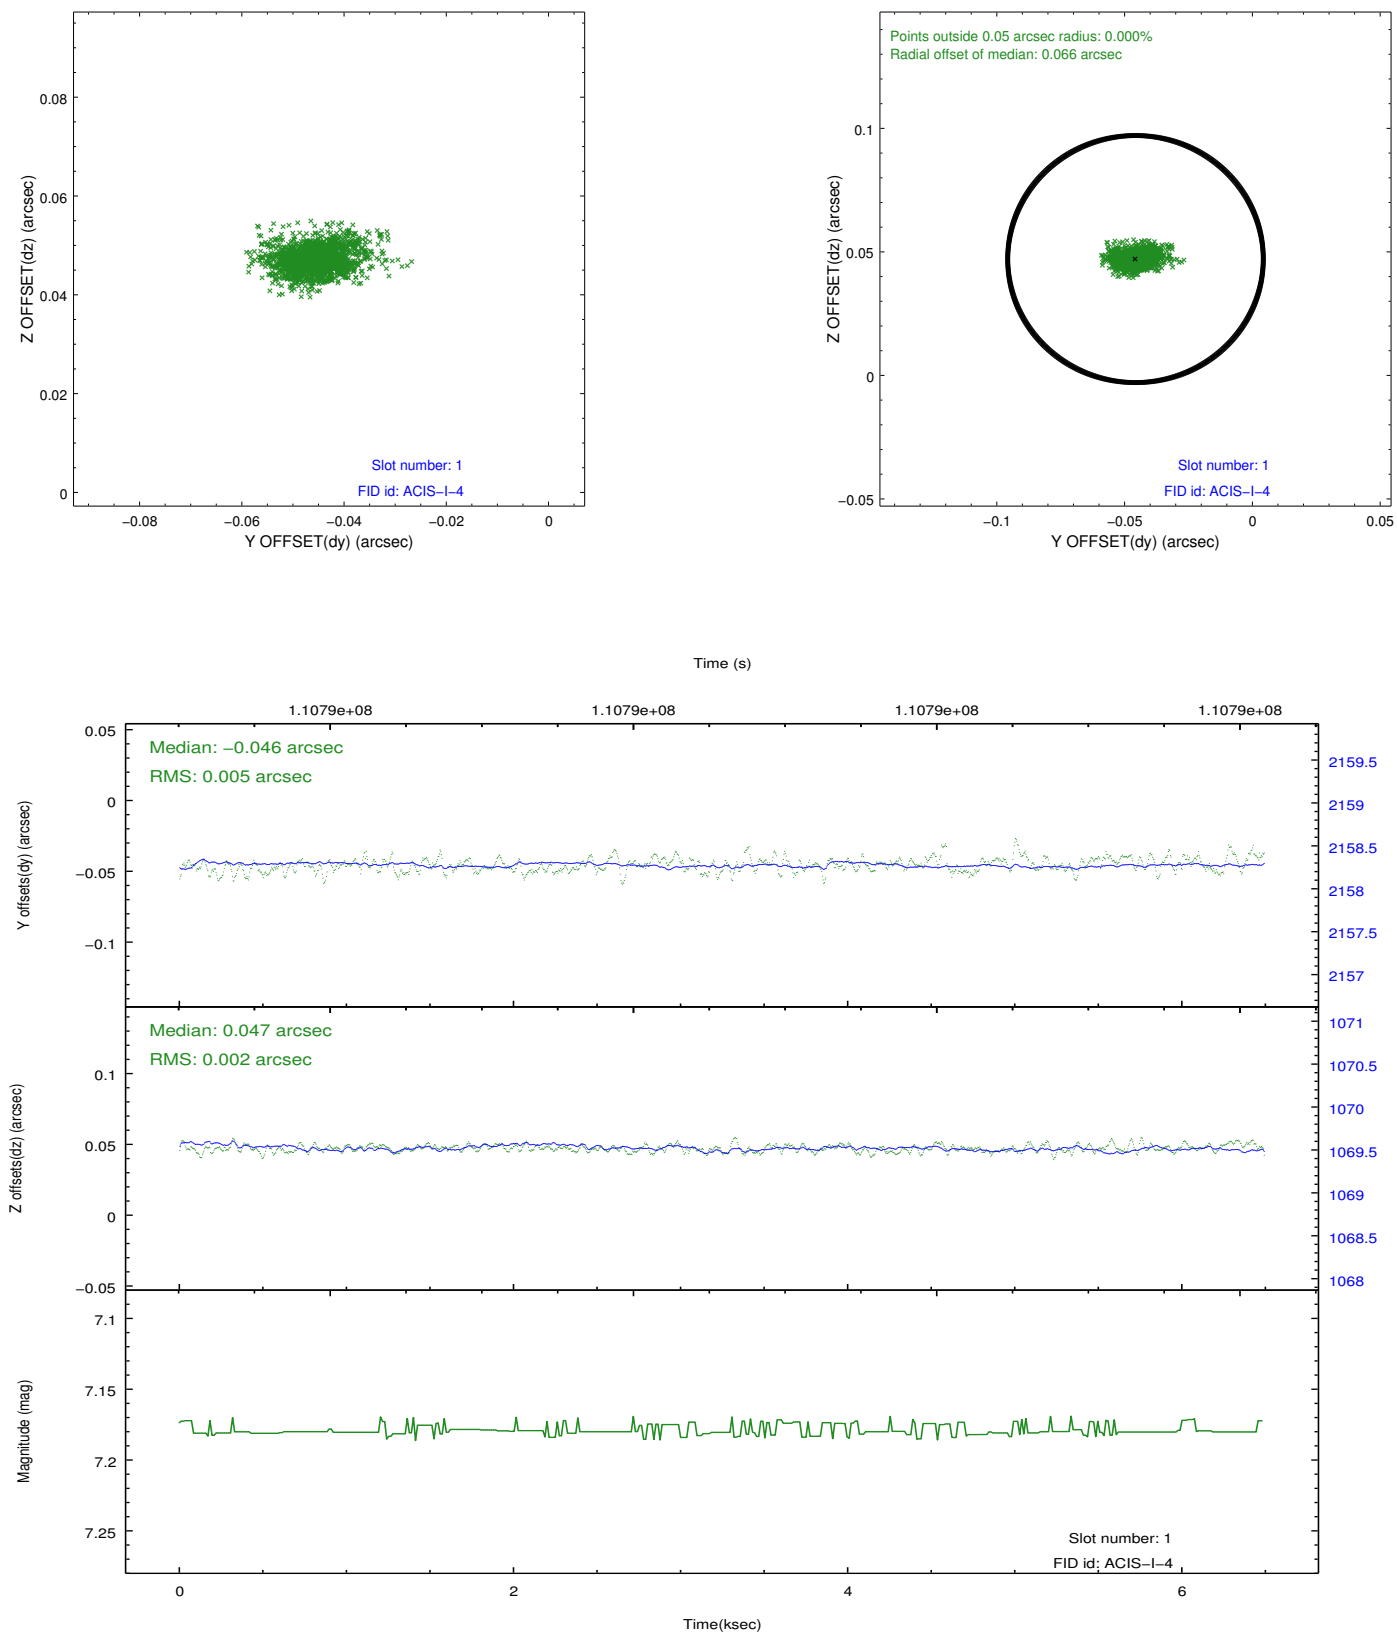 Z OFFSET(dz) (arcsec)
0.08
0.06
0.04
0.02
0
−0.08
−0.06
−0.04
−0.02
0
Y OFFSET(dy) (arcsec)
Slot number: 1
FID id: ACIS−I−4
Points outside 0.05 arcsec radius: 0.000%
Radial offset of median: 0.066 arcsec
Z OFFSET(dz) (arcsec)
0.1
0.05
0
−0.05
−0.1
−0.05
0
0.05
Y OFFSET(dy) (arcsec)
Slot number: 1
FID id: ACIS−I−4
Time (s)
1.1079e+08
1.1079e+08
1.1079e+08
1.1079e+08
Y offsets(dy) (arcsec)
0.05
0
−0.05
−0.1
Median: −0.046 arcsec
RMS: 0.005 arcsec
2159.5
2159
2158.5
2158
2157.5
2157
Z offsets(dz) (arcsec)
0.1
0.05
0
−0.05
Median: 0.047 arcsec
RMS: 0.002 arcsec
1071
1070.5
1070
1069.5
1069
1068.5
1068
Magnitude (mag)
7.1
7.15
7.2
7.25
Slot number: 1
FID id: ACIS−I−4
0
2
4
6
Time(ksec)